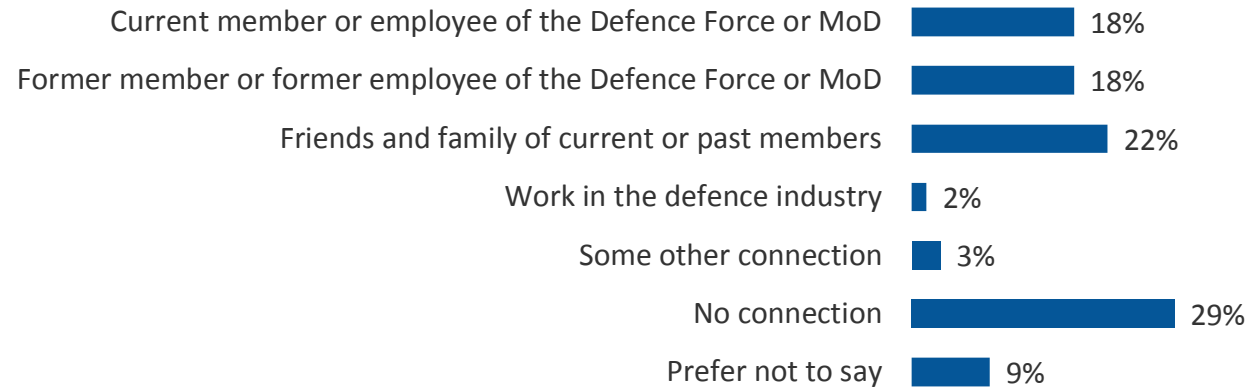 Current member or employee of the Defence Force or MoD 18%
Former member or former employee of the Defence Force or MoD 18%
Friends and family of current or past members 22%
Work in the defence industry 2%
Some other connection 3%
No connection 29%
Prefer not to say 9%